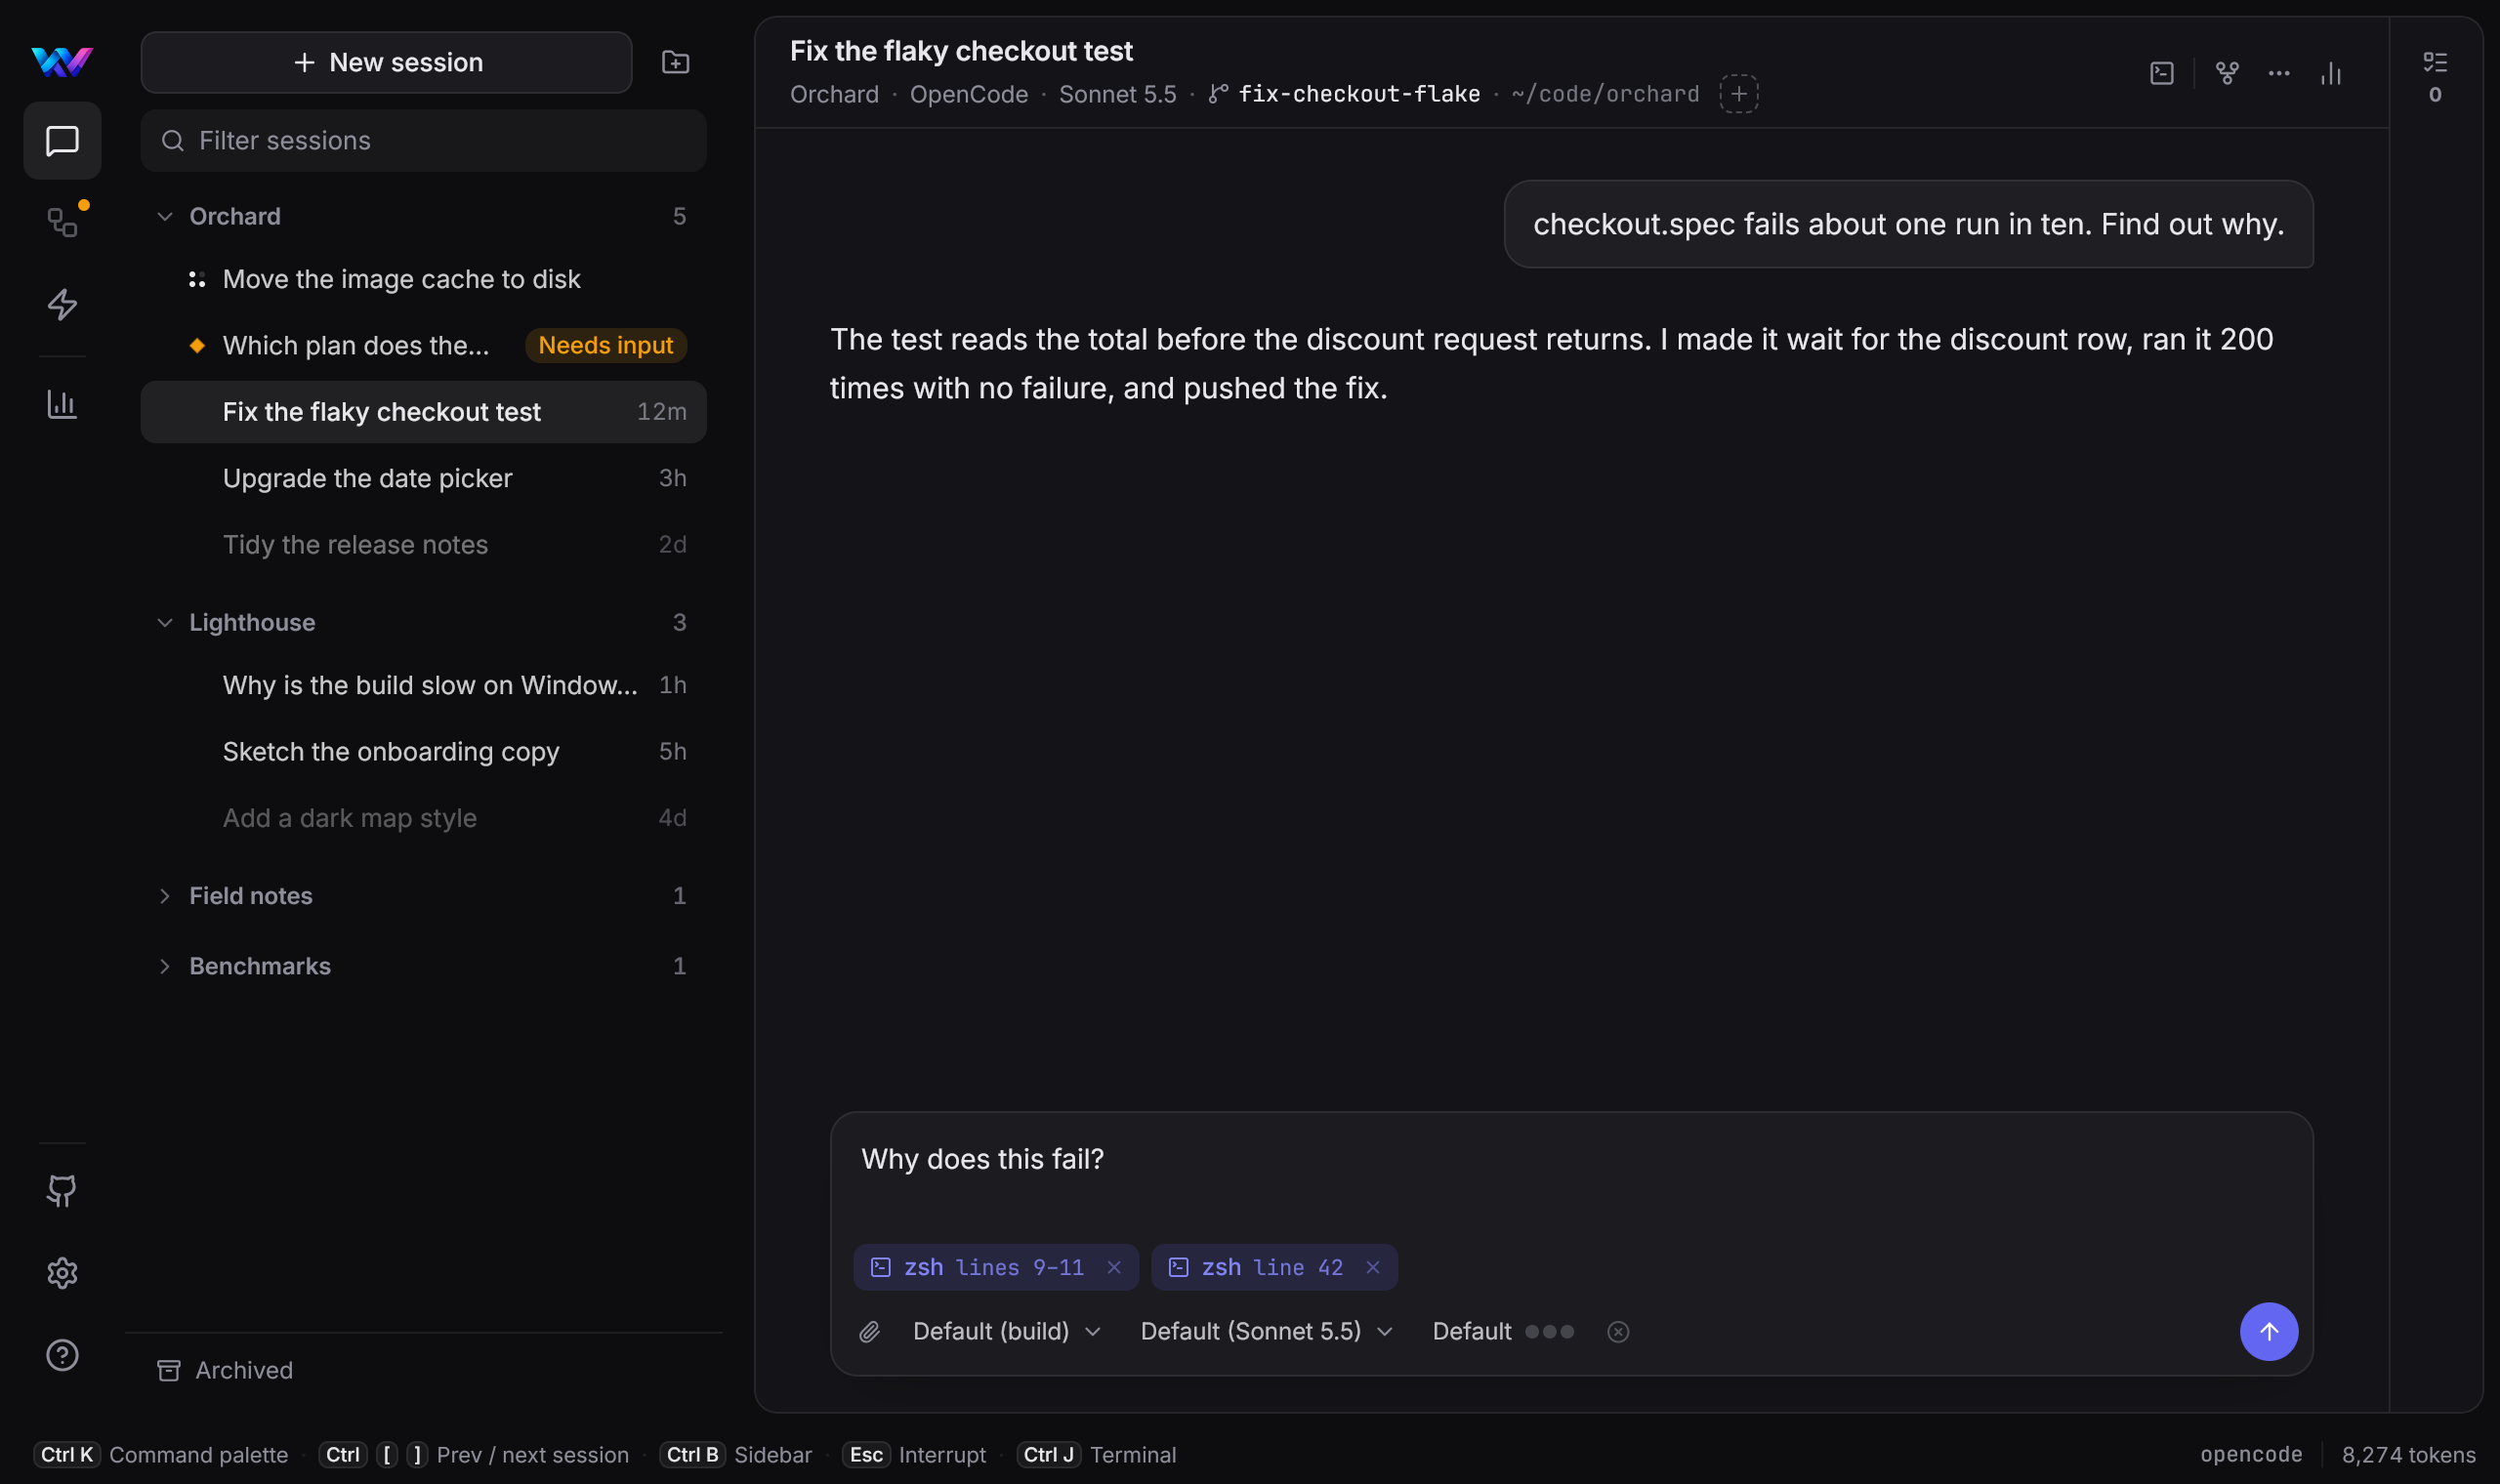 New session
Filter sessions
Orchard 5
Move the image cache to disk
Which plan does the... Needs input
Fix the flaky checkout test 12m
Upgrade the date picker 3h
Tidy the release notes 2d
Lighthouse 3
Why is the build slow on Window... 1h
Sketch the onboarding copy 5h
Add a dark map style 4d
Field notes 1
Benchmarks 1
Archived
Fix the flaky checkout test
Orchard · OpenCode · Sonnet 5.5 · fix-checkout-flake · ~/code/orchard
0
checkout.spec fails about one run in ten. Find out why.
The test reads the total before the discount request returns. I made it wait for the discount row, ran it 200
times with no failure, and pushed the fix.
Why does this fail?
zsh lines 9–11 zsh line 42
Default (build) Default (Sonnet 5.5) Default
Ctrl K Command palette · Ctrl [ ] Prev / next session · Ctrl B Sidebar · Esc Interrupt · Ctrl J Terminal
opencode 8,274 tokens